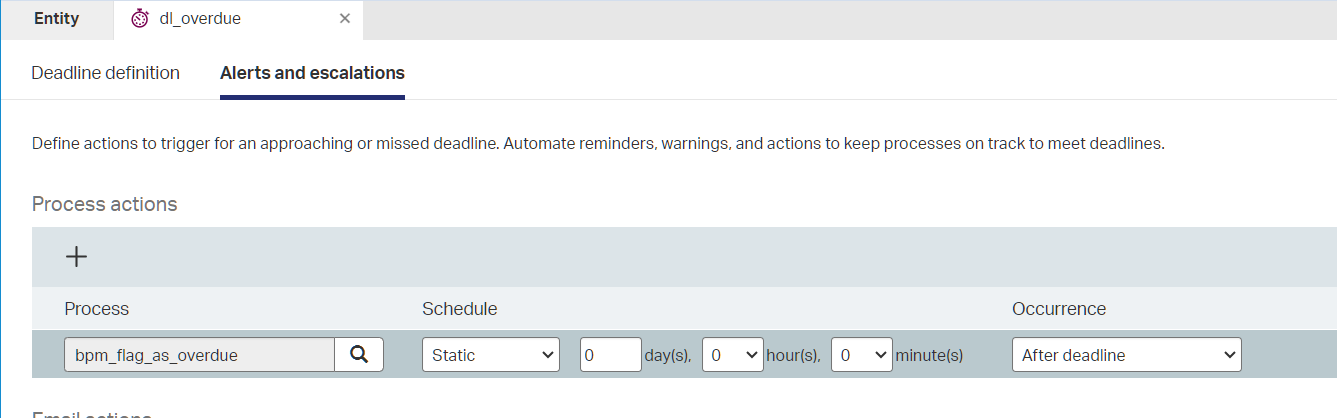 Entity dl_overdue
Deadline definition Alerts and escalations
Define actions to trigger for an approaching or missed deadline. Automate reminders, warnings, and actions to keep processes on track to meet deadlines.
Process actions
Process Schedule Occurrence
bpm_flag_as_overdue Static 0 day(s), 0 hour(s), 0 minute(s) After deadline
Email actions